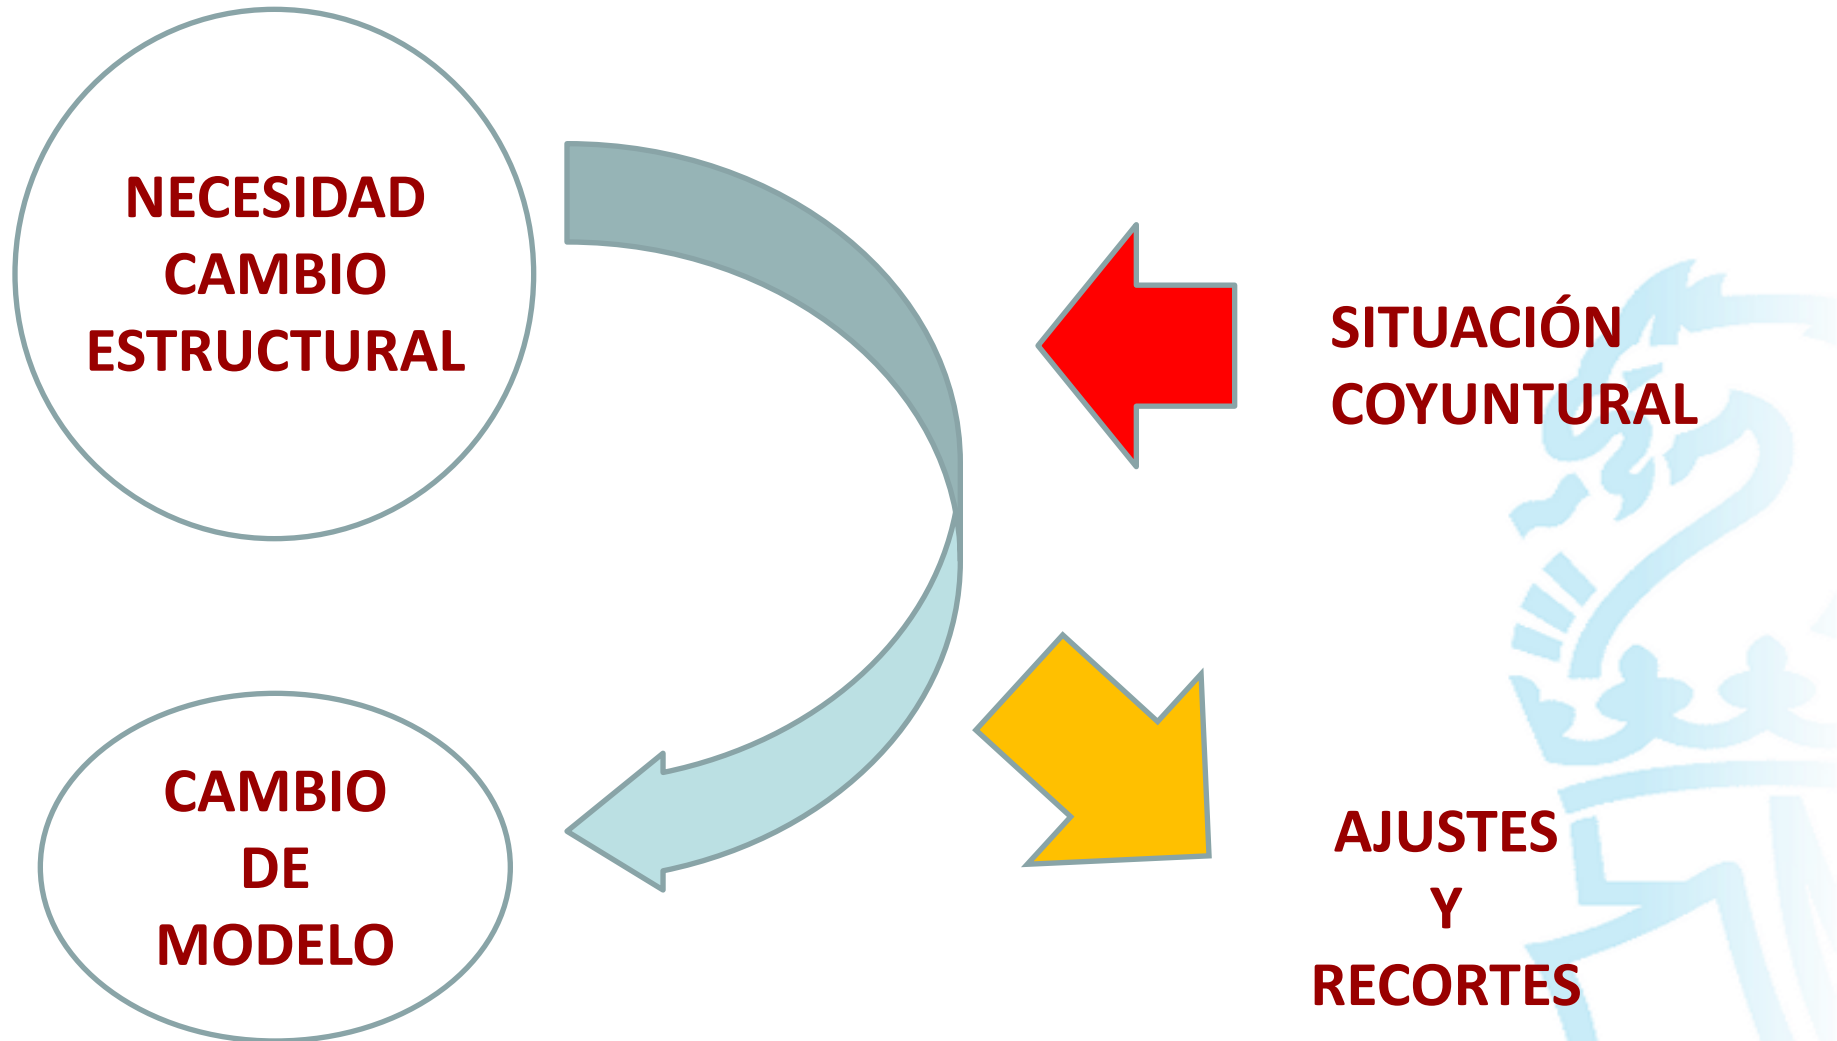 NECESIDAD
CAMBIO
ESTRUCTURAL
SITUACIÓN
COYUNTURAL
CAMBIO
DE
MODELO
AJUSTES
Y
RECORTES